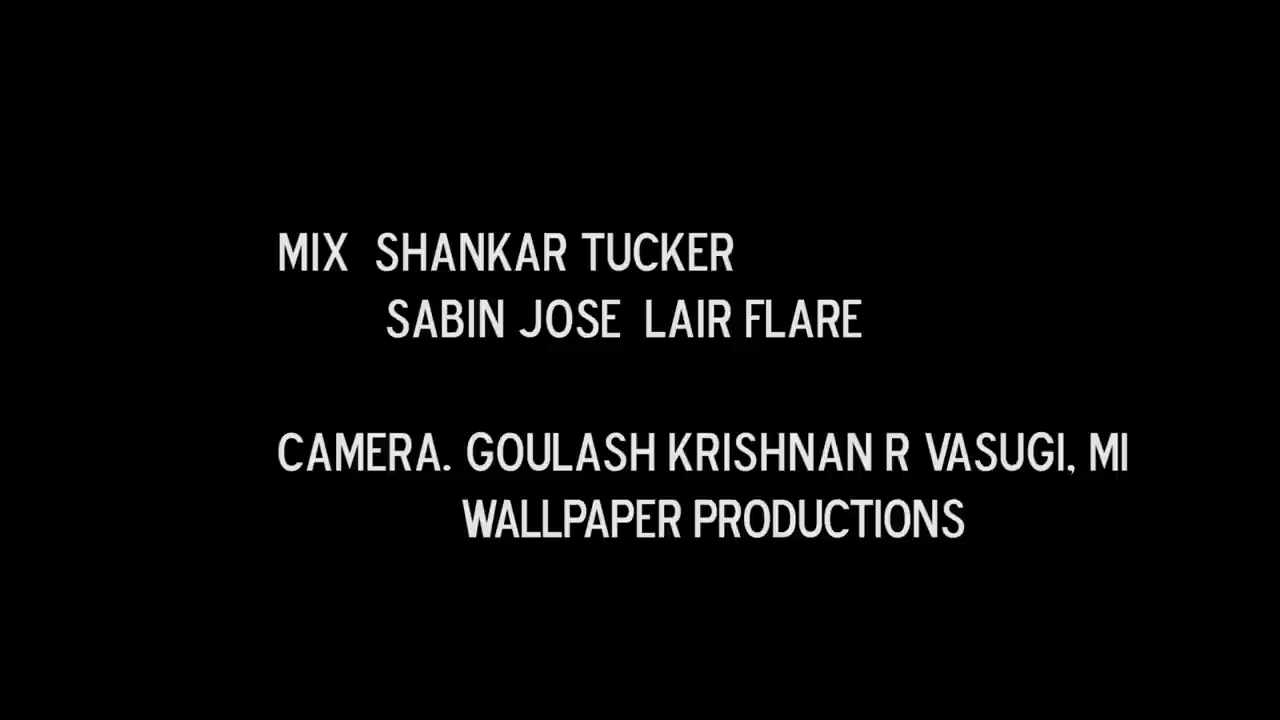 MIX SHANKAR TUCKER
SABIN JOSE LAIR FLARE
CAMERA. GOULASH KRISHNAN R VASUGI, MI
WALLPAPER PRODUCTIONS